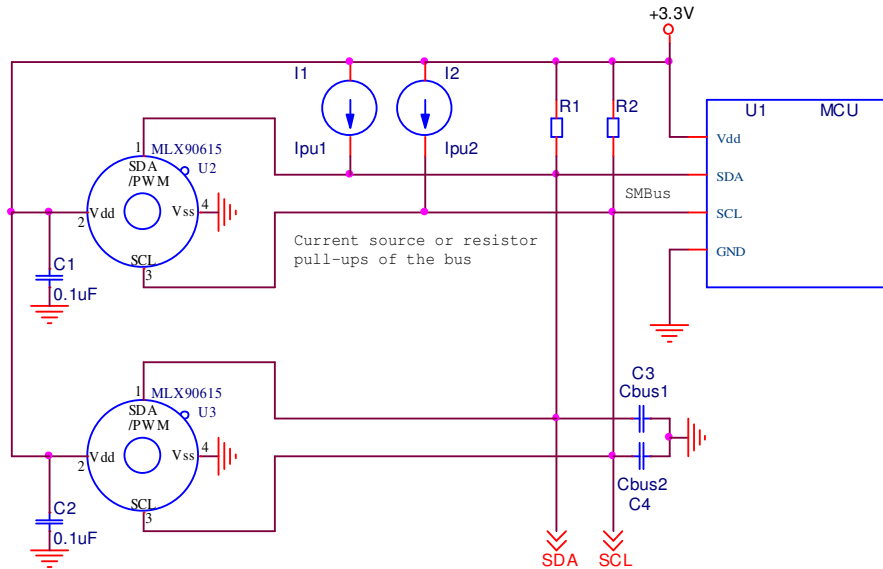 +3.3V
I1
I2
R1
R2
U1
MCU
Ipu1
Ipu2
Vdd
SDA
SCL
GND
SMBus
1
MLX90615
U2
SDA
/PWM
Vdd
2
Vss
4
SCL
3
C1
0.1uF
Current source or resistor
pull-ups of the bus
1
MLX90615
U3
SDA
/PWM
Vdd
2
Vss
4
SCL
3
C2
0.1uF
C3
Cbus1
Cbus2
C4
SDA
SCL